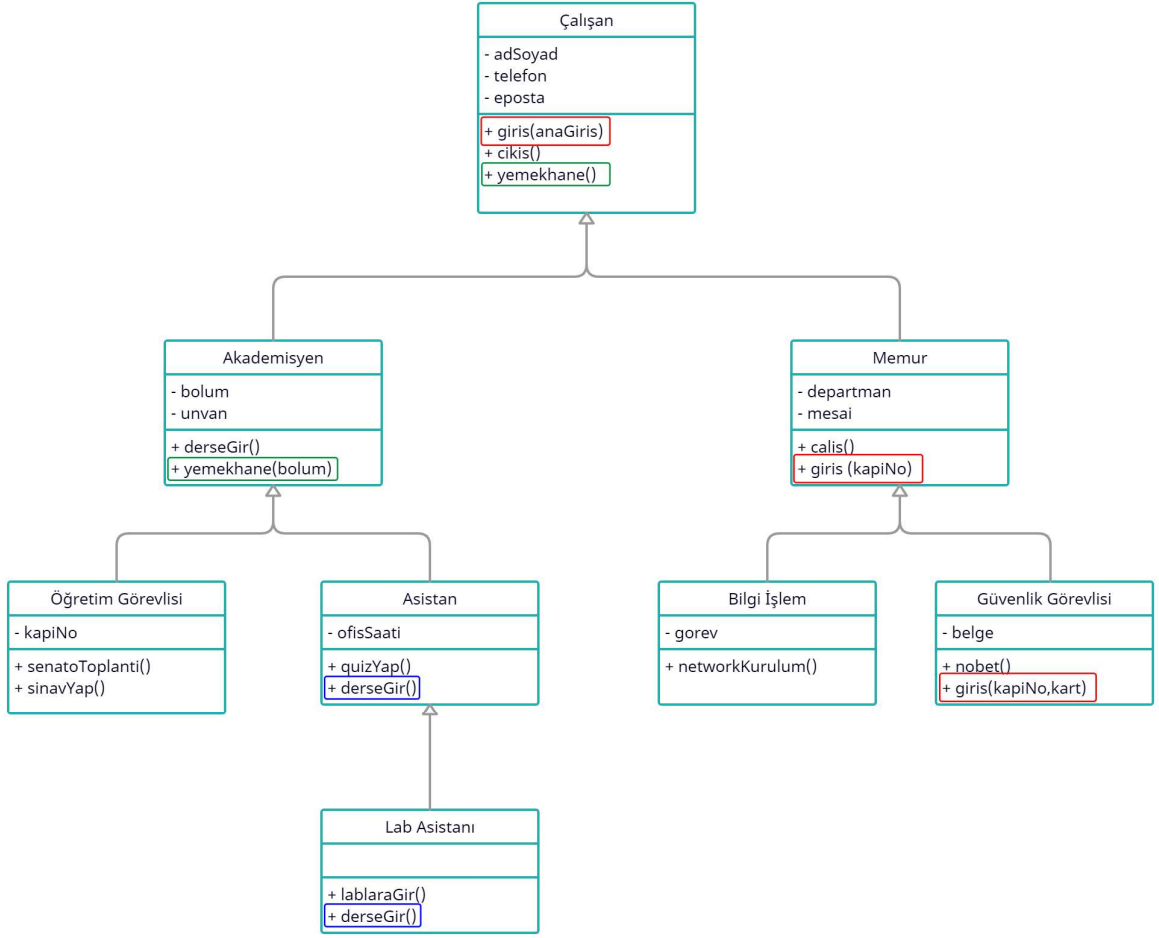 Çalışan
- adSoyad
- telefon
- eposta
+ giris(anaGiris)
+ cikis()
+ yemekhane()
Akademisyen
- bolum
- unvan
+ derseGir()
+ yemekhane(bolum)
Memur
- departman
- mesai
+ calis()
+ giris (kapiNo)
Öğretim Görevlisi
- kapiNo
+ senatoToplanti()
+ sinavYap()
Asistan
- ofisSaati
+ quizYap()
+ derseGir()
Bilgi İşlem
- gorev
+ networkKurulum()
Güvenlik Görevlisi
- belge
+ nobet()
+ giris(kapiNo,kart)
Lab Asistanı
+ lablaraGir()
+ derseGir()